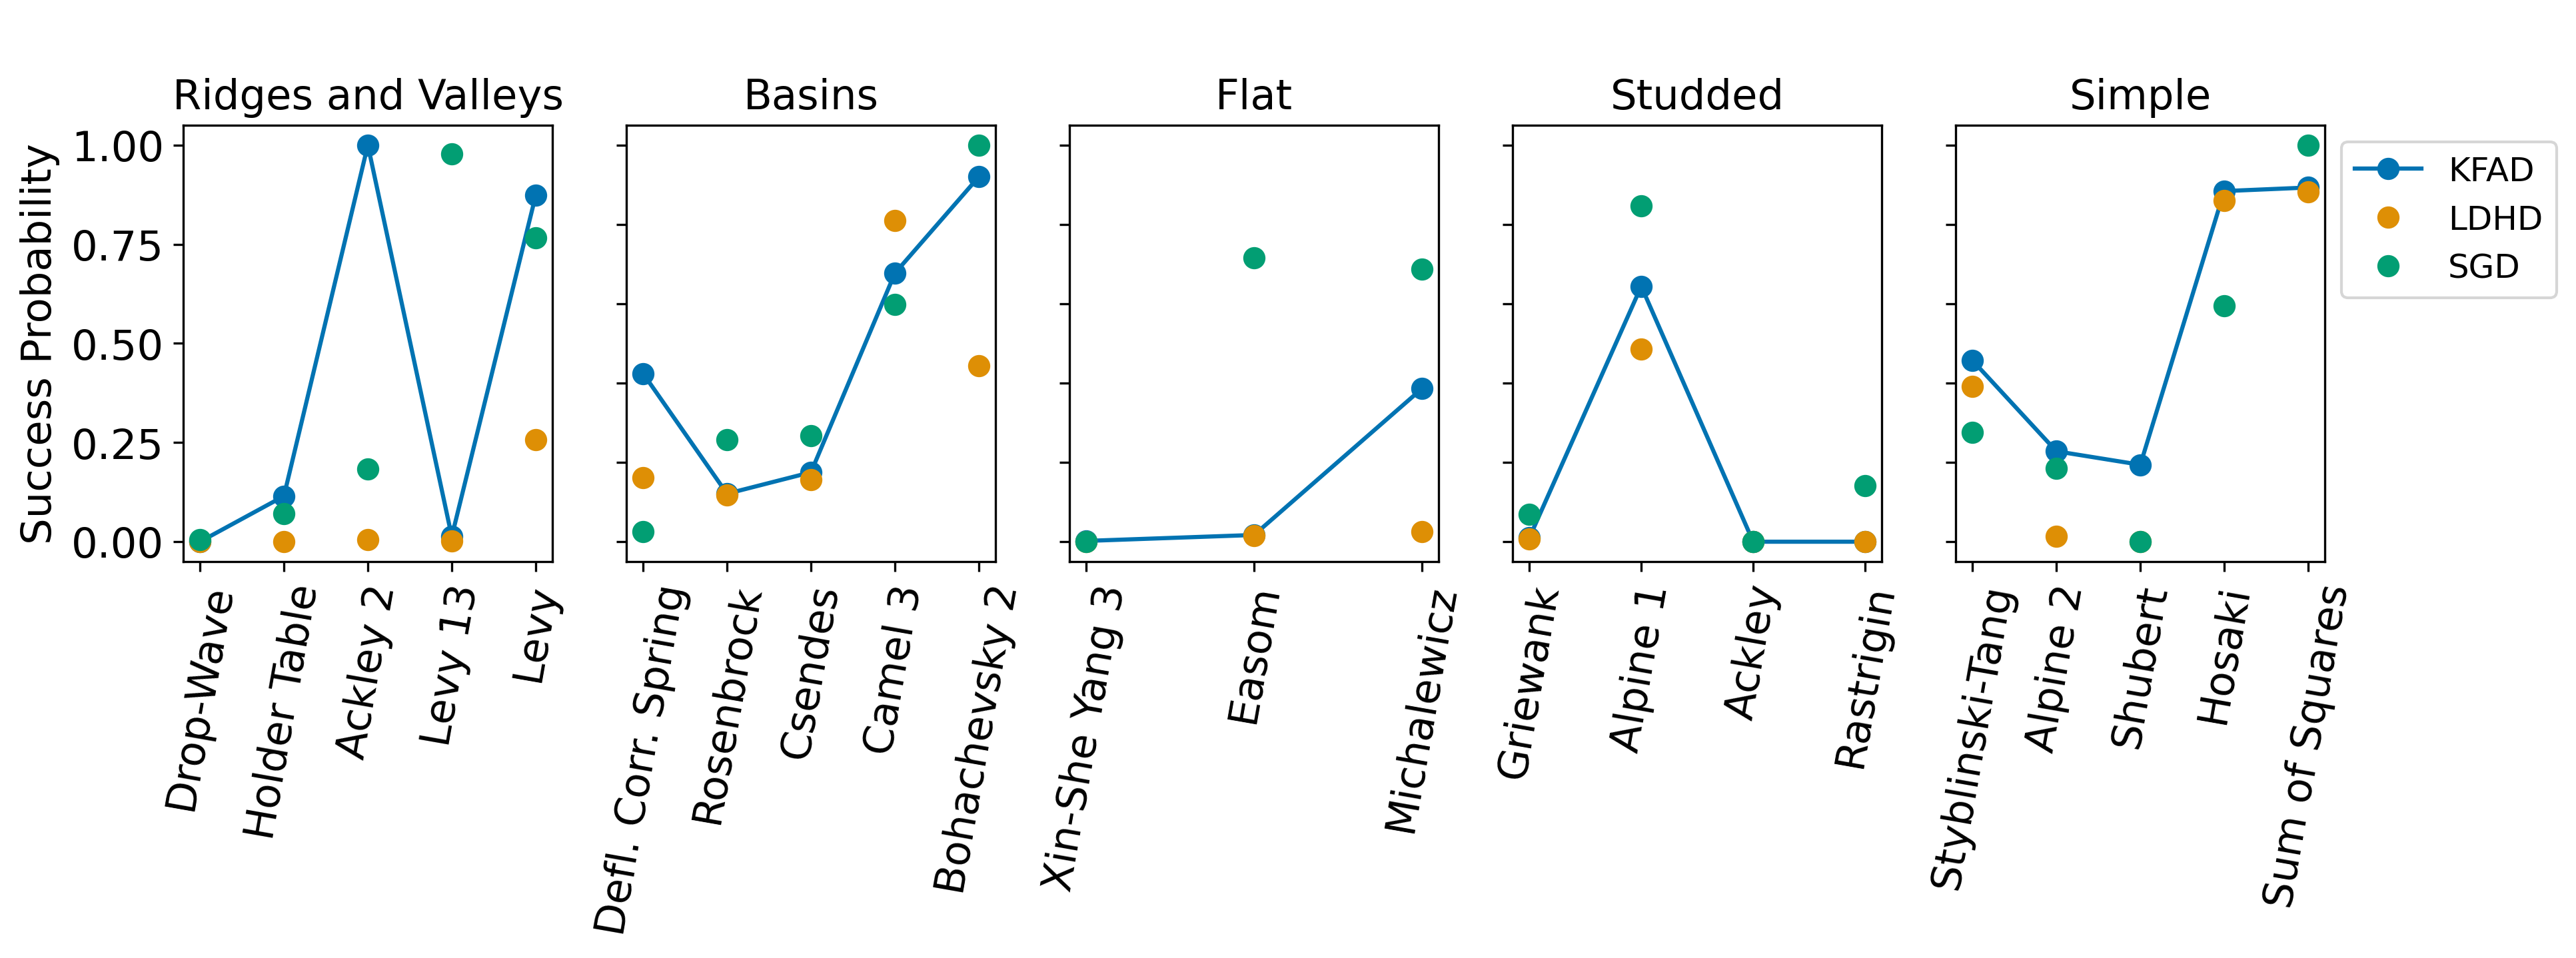 Ridges and Valleys
Basins
Flat
Studded
Simple
Success Probability
1.00
0.75
0.50
0.25
0.00
KFAD
LDHD
SGD
Drop-Wave
Holder Table
Ackley 2
Levy 13
Levy
Defl. Corr. Spring
Rosenbrock
Csendes
Camel 3
Bohachevsky 2
Xin-She Yang 3
Easom
Michalewicz
Griewank
Alpine 1
Ackley
Rastrigin
Styblinski-Tang
Alpine 2
Shubert
Hosaki
Sum of Squares